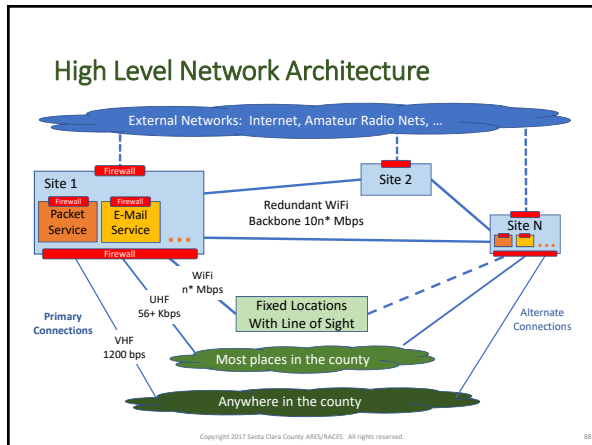 High Level Network Architecture
External Networks: Internet, Amateur Radio Nets, …
Firewall
Site 1
Firewall
Packet
Service
Firewall
E-Mail
Service
Firewall
Site 2
Redundant WiFi
Backbone 10n* Mbps
Site N
WiFi
n* Mbps
UHF
56+ Kbps
Primary
Connections
VHF
1200 bps
Fixed Locations
With Line of Sight
Alternate
Connections
Most places in the county
Anywhere in the county
Copyright 2017 Santa Clara County ARES/RACES. All rights reserved.
88